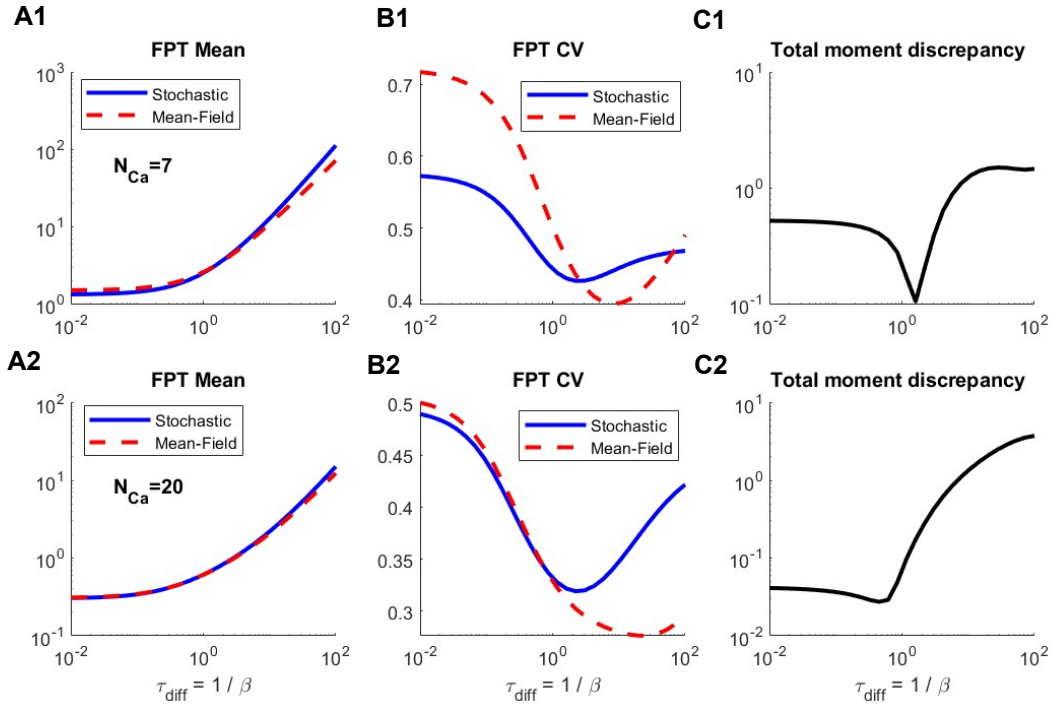 A1
FPT Mean
10^3
10^2
10^1
10^0
Stochastic
Mean-Field
N_Ca=7
10^-2
10^0
10^2
B1
FPT CV
0.7
0.6
0.5
0.4
Stochastic
Mean-Field
10^-2
10^0
10^2
C1
Total moment discrepancy
10^1
10^0
10^-1
10^-2
10^0
10^2
A2
FPT Mean
10^2
10^1
10^0
10^-1
Stochastic
Mean-Field
N_Ca=20
10^-2
10^0
10^2
τ_diff = 1 / β
B2
FPT CV
0.5
0.45
0.4
0.35
0.3
Stochastic
Mean-Field
10^-2
10^0
10^2
τ_diff = 1 / β
C2
Total moment discrepancy
10^1
10^0
10^-1
10^-2
10^-2
10^0
10^2
τ_diff = 1 / β